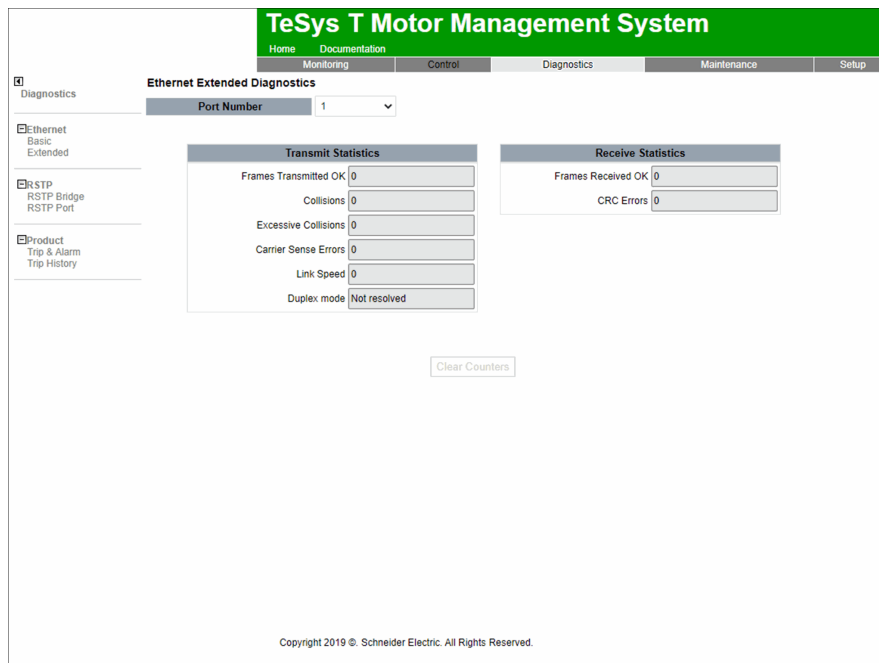 TeSys T Motor Management System
Home Documentation
Monitoring Control Diagnostics Maintenance Setup
Diagnostics
Ethernet
Basic
Extended
RSTP
RSTP Bridge
RSTP Port
Product
Trip & Alarm
Trip History
Ethernet Extended Diagnostics
Port Number 1
Transmit Statistics
Frames Transmitted OK 0
Collisions 0
Excessive Collisions 0
Carrier Sense Errors 0
Link Speed 0
Duplex mode Not resolved
Receive Statistics
Frames Received OK 0
CRC Errors 0
Clear Counters
Copyright 2019 ©. Schneider Electric. All Rights Reserved.